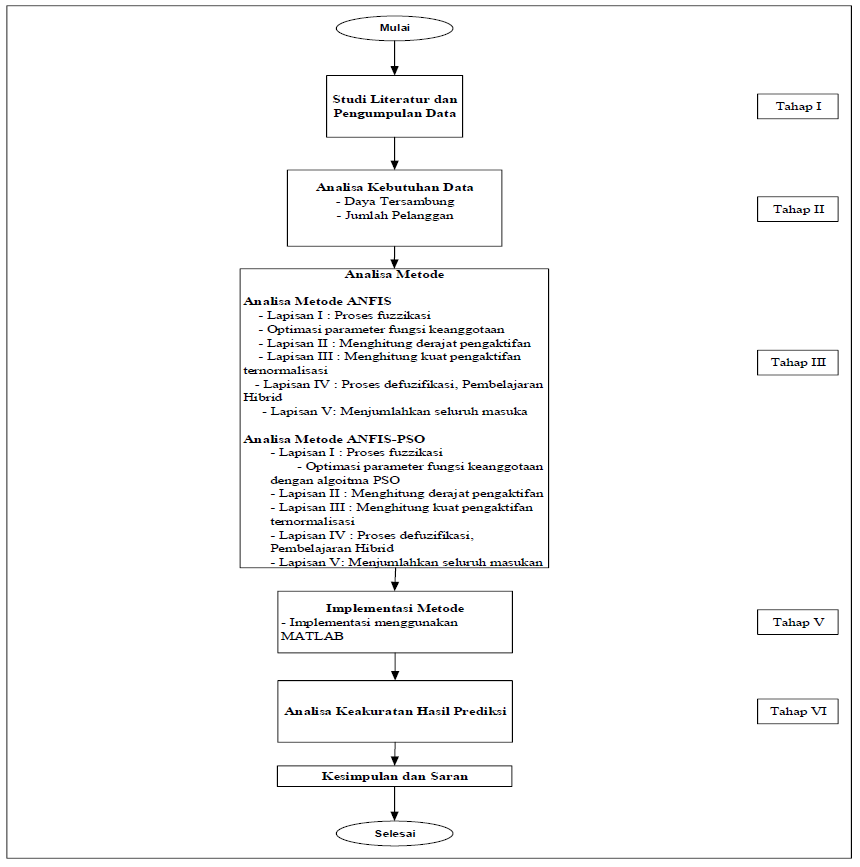 Mulai
Studi Literatur dan
Pengumpulan Data
Tahap I
Analisa Kebutuhan Data
- Daya Tersambung
- Jumlah Pelanggan
Tahap II
Analisa Metode
Analisa Metode ANFIS
- Lapisan I : Proses fuzzikasi
- Optimasi parameter fungsi keanggotaan
- Lapisan II : Menghitung derajat pengaktifan
- Lapisan III : Menghitung kuat pengaktifan
ternormalisasi
- Lapisan IV : Proses defuzifikasi, Pembelajaran
Hibrid
- Lapisan V: Menjumlahkan seluruh masuka
Analisa Metode ANFIS-PSO
- Lapisan I : Proses fuzzikasi
- Optimasi parameter fungsi keanggotaan
dengan algoitma PSO
- Lapisan II : Menghitung derajat pengaktifan
- Lapisan III : Menghitung kuat pengaktifan
ternormalisasi
- Lapisan IV : Proses defuzifikasi,
Pembelajaran Hibrid
- Lapisan V: Menjumlahkan seluruh masukan
Tahap III
Implementasi Metode
- Implementasi menggunakan
MATLAB
Tahap V
Analisa Keakuratan Hasil Prediksi
Tahap VI
Kesimpulan dan Saran
Selesai